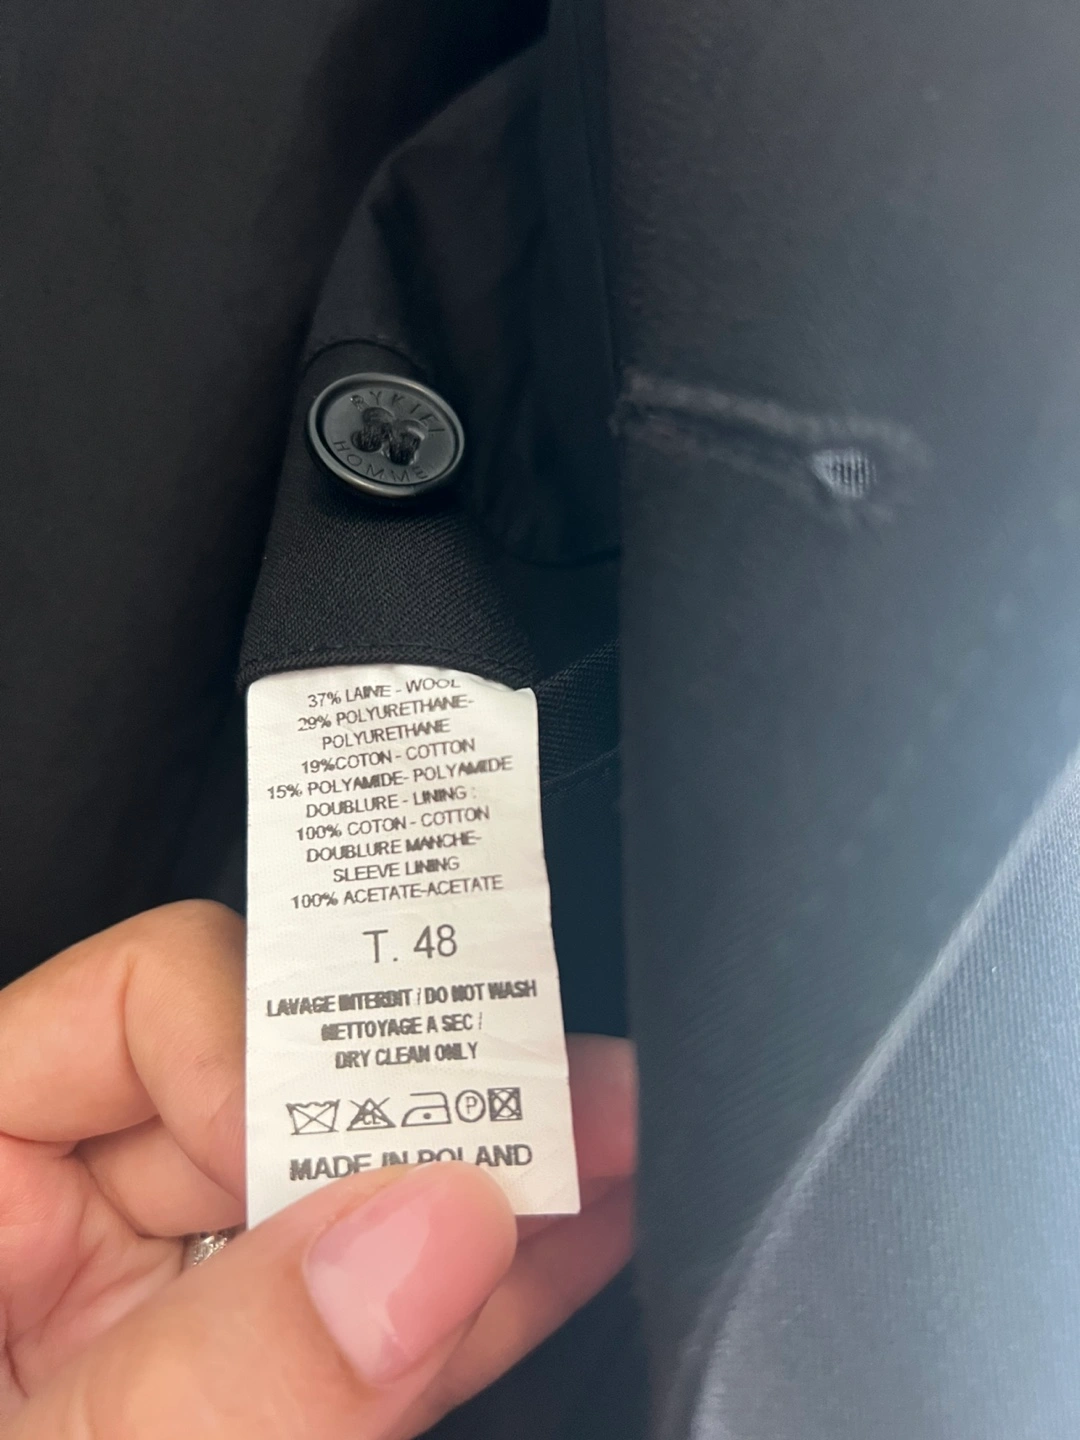 RYKIEL
HOMME
37% LAINE - WOOL
29% POLYURETHANE-
POLYURETHANE
19%COTON - COTTON
15% POLYAMIDE- POLYAMIDE
DOUBLURE - LINING :
100% COTON - COTTON
DOUBLURE MANCHE-
SLEEVE LINING
100% ACETATE-ACETATE
T. 48
LAVAGE INTERDIT / DO NOT WASH
NETTOYAGE A SEC /
DRY CLEAN ONLY
CL P
MADE IN POLAND